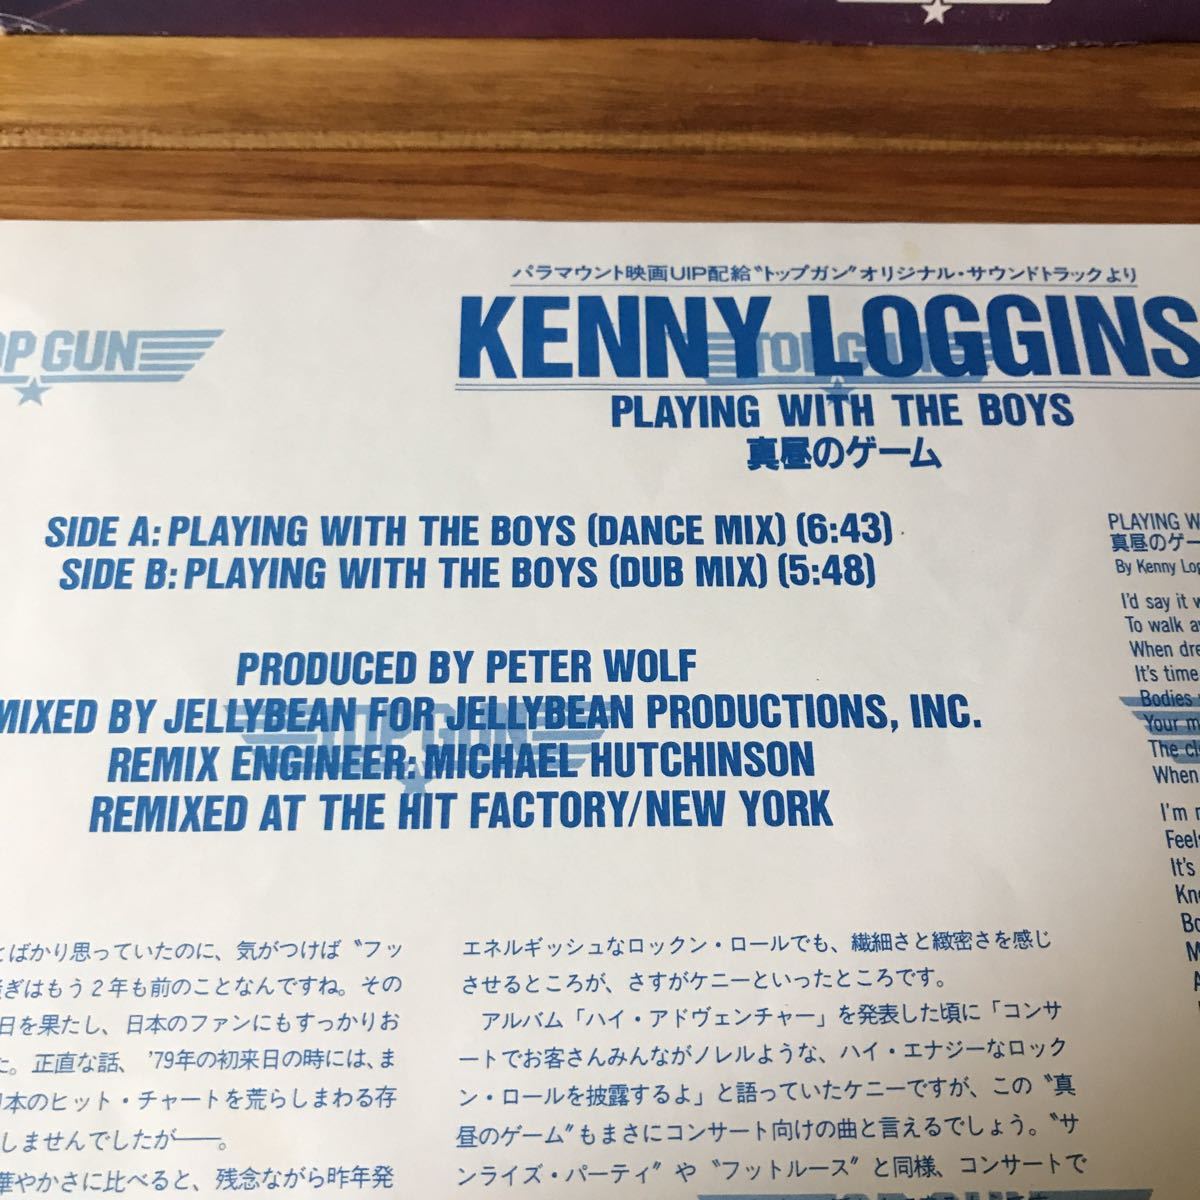 パラマウント映画UIP配給〝トップガン〟オリジナル・サウンドトラックより
KENNY LOGGINS
TOP GUN
PLAYING WITH THE BOYS
真昼のゲーム
SIDE A: PLAYING WITH THE BOYS (DANCE MIX) (6:43)
SIDE B: PLAYING WITH THE BOYS (DUB MIX) (5:48)
PRODUCED BY PETER WOLF
MIXED BY JELLYBEAN FOR JELLYBEAN PRODUCTIONS, INC.
REMIX ENGINEER: MICHAEL HUTCHINSON
REMIXED AT THE HIT FACTORY/NEW YORK
とばかり思っていたのに、気がつけば〝フッ
ぎはもう2年も前のことなんですね。その
日を果たし、日本のファンにもすっかりお
た。正直な話、'79年の初来日の時には、ま
本のヒット・チャートを荒らしまわる存
しませんでしたが——。
華やかさに比べると、残念ながら昨年発
エネルギッシュなロックン・ロールでも、繊細さと緻密さを感じ
させるところが、さすがケニーといったところです。
アルバム「ハイ・アドヴェンチャー」を発表した頃に「コンサ
ートでお客さんみんながノレルような、ハイ・エナジーなロック
ン・ロールを披露するよ」と語っていたケニーですが、この〝真
昼のゲーム〟もまさにコンサート向けの曲と言えるでしょう。〝サ
ンライズ・パーティ〟や〝フットルース〟と同様、コンサートで
PLAYING W
真昼のゲー
By Kenny Log
I'd say it w
To walk a
When dre
It's time
Bodies
Your m
The cl
When
I'm
Feel
It's
Kn
Bo
M
A